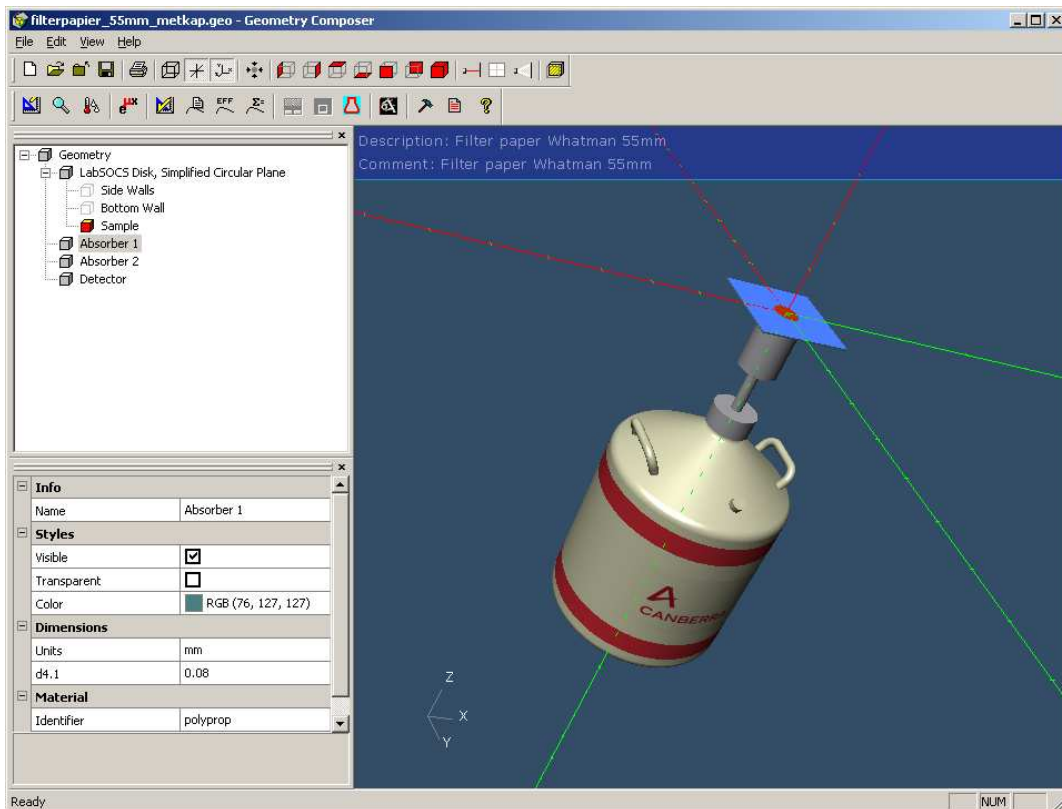 filterpapier_55mm_metkap.geo - Geometry Composer
File Edit View Help
EFF
Geometry
LabSOCS Disk, Simplified Circular Plane
Side Walls
Bottom Wall
Sample
Absorber 1
Absorber 2
Detector
Description: Filter paper Whatman 55mm
Comment: Filter paper Whatman 55mm
CANBERRA
Z
X
Y
Info
Name Absorber 1
Styles
Visible
Transparent
Color RGB (76, 127, 127)
Dimensions
Units mm
d4.1 0.08
Material
Identifier polyprop
Ready NUM